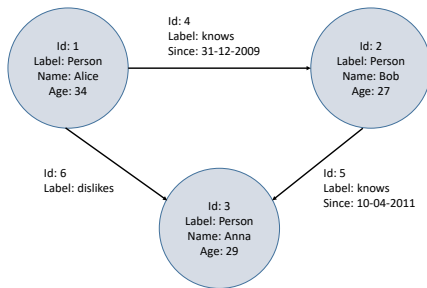 Id: 1
Label: Person
Name: Alice
Age: 34
Id: 4
Label: knows
Since: 31-12-2009
Id: 2
Label: Person
Name: Bob
Age: 27
Id: 6
Label: dislikes
Id: 5
Label: knows
Since: 10-04-2011
Id: 3
Label: Person
Name: Anna
Age: 29